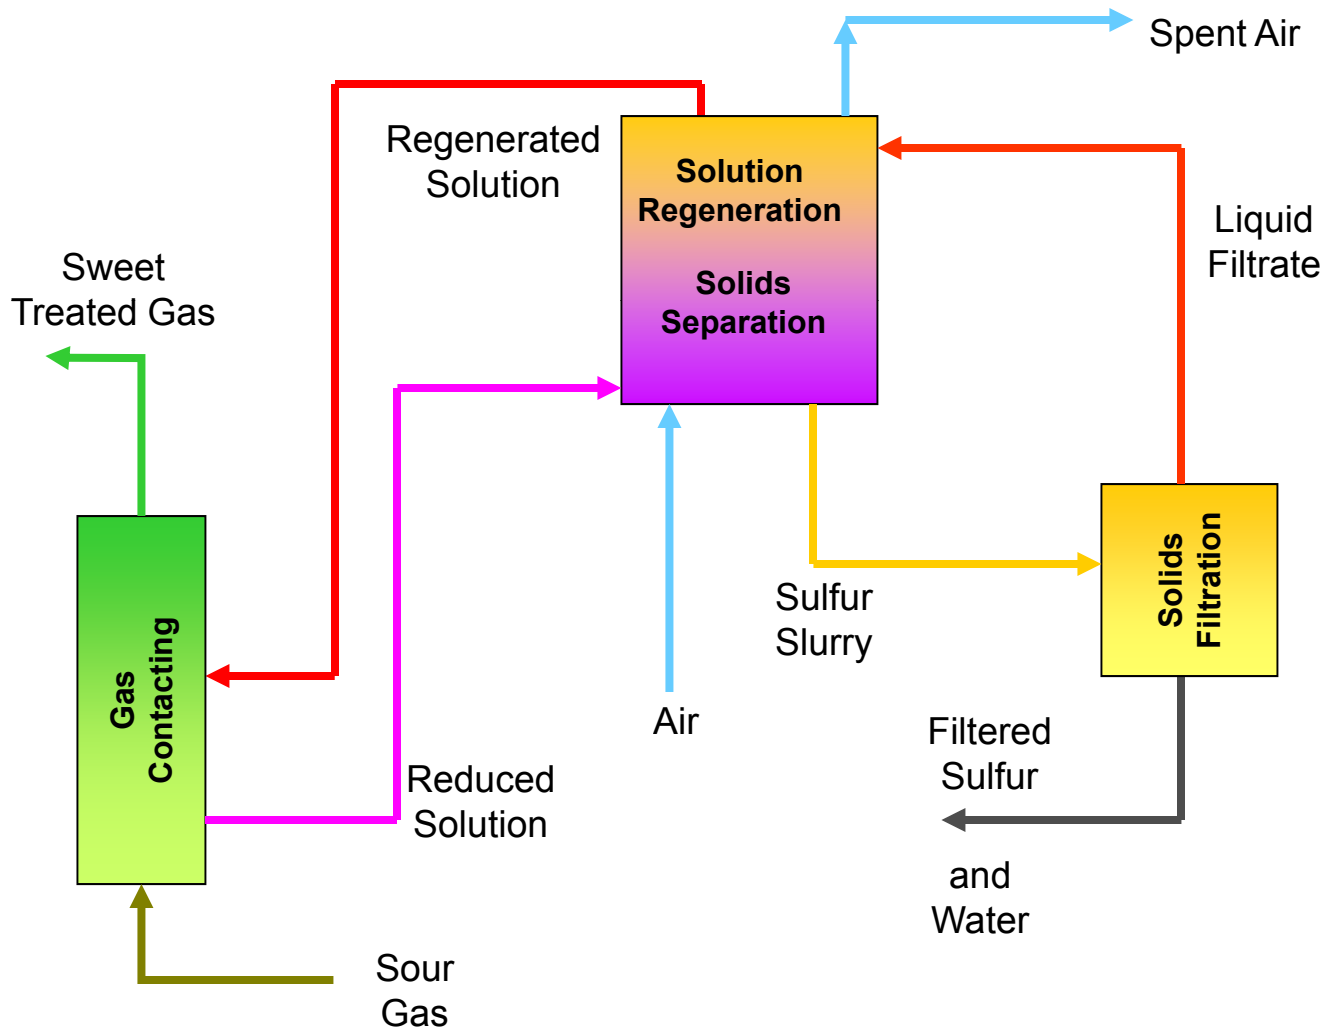 Spent Air
Regenerated
Solution
Solution
Regeneration
Solids
Separation
Liquid
Filtrate
Sweet
Treated Gas
Gas
Contacting
Sulfur
Slurry
Solids
Filtration
Air
Filtered
Sulfur
and
Water
Reduced
Solution
Sour
Gas